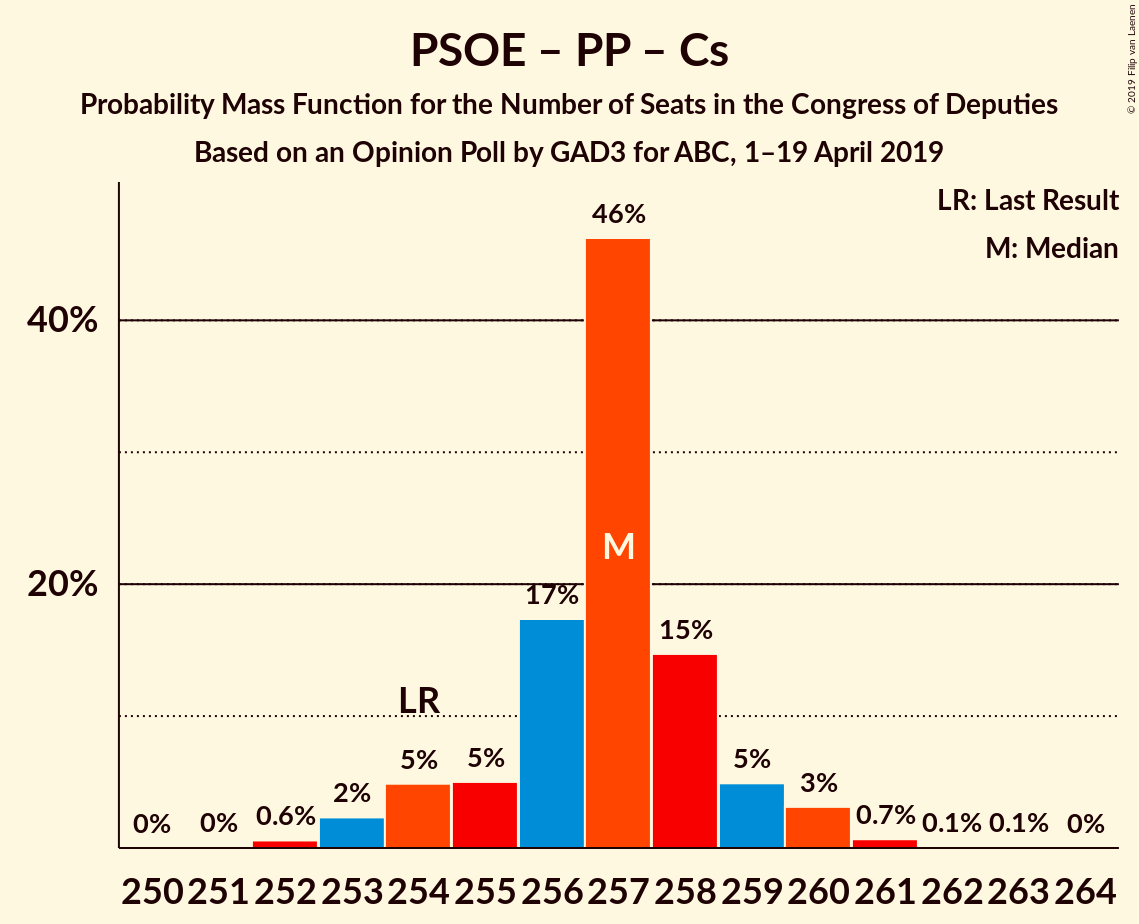 PSOE – PP – Cs
Probability Mass Function for the Number of Seats in the Congress of Deputies
Based on an Opinion Poll by GAD3 for ABC, 1–19 April 2019
© 2019 Filip van Laenen
LR: Last Result
M: Median
46%
40%
M
20%
17%
15%
LR
5%
5%
5%
3%
2%
0%
0%
0.6%
0.7%
0.1%
0.1%
0%
250 251 252 253 254 255 256 257 258 259 260 261 262 263 264